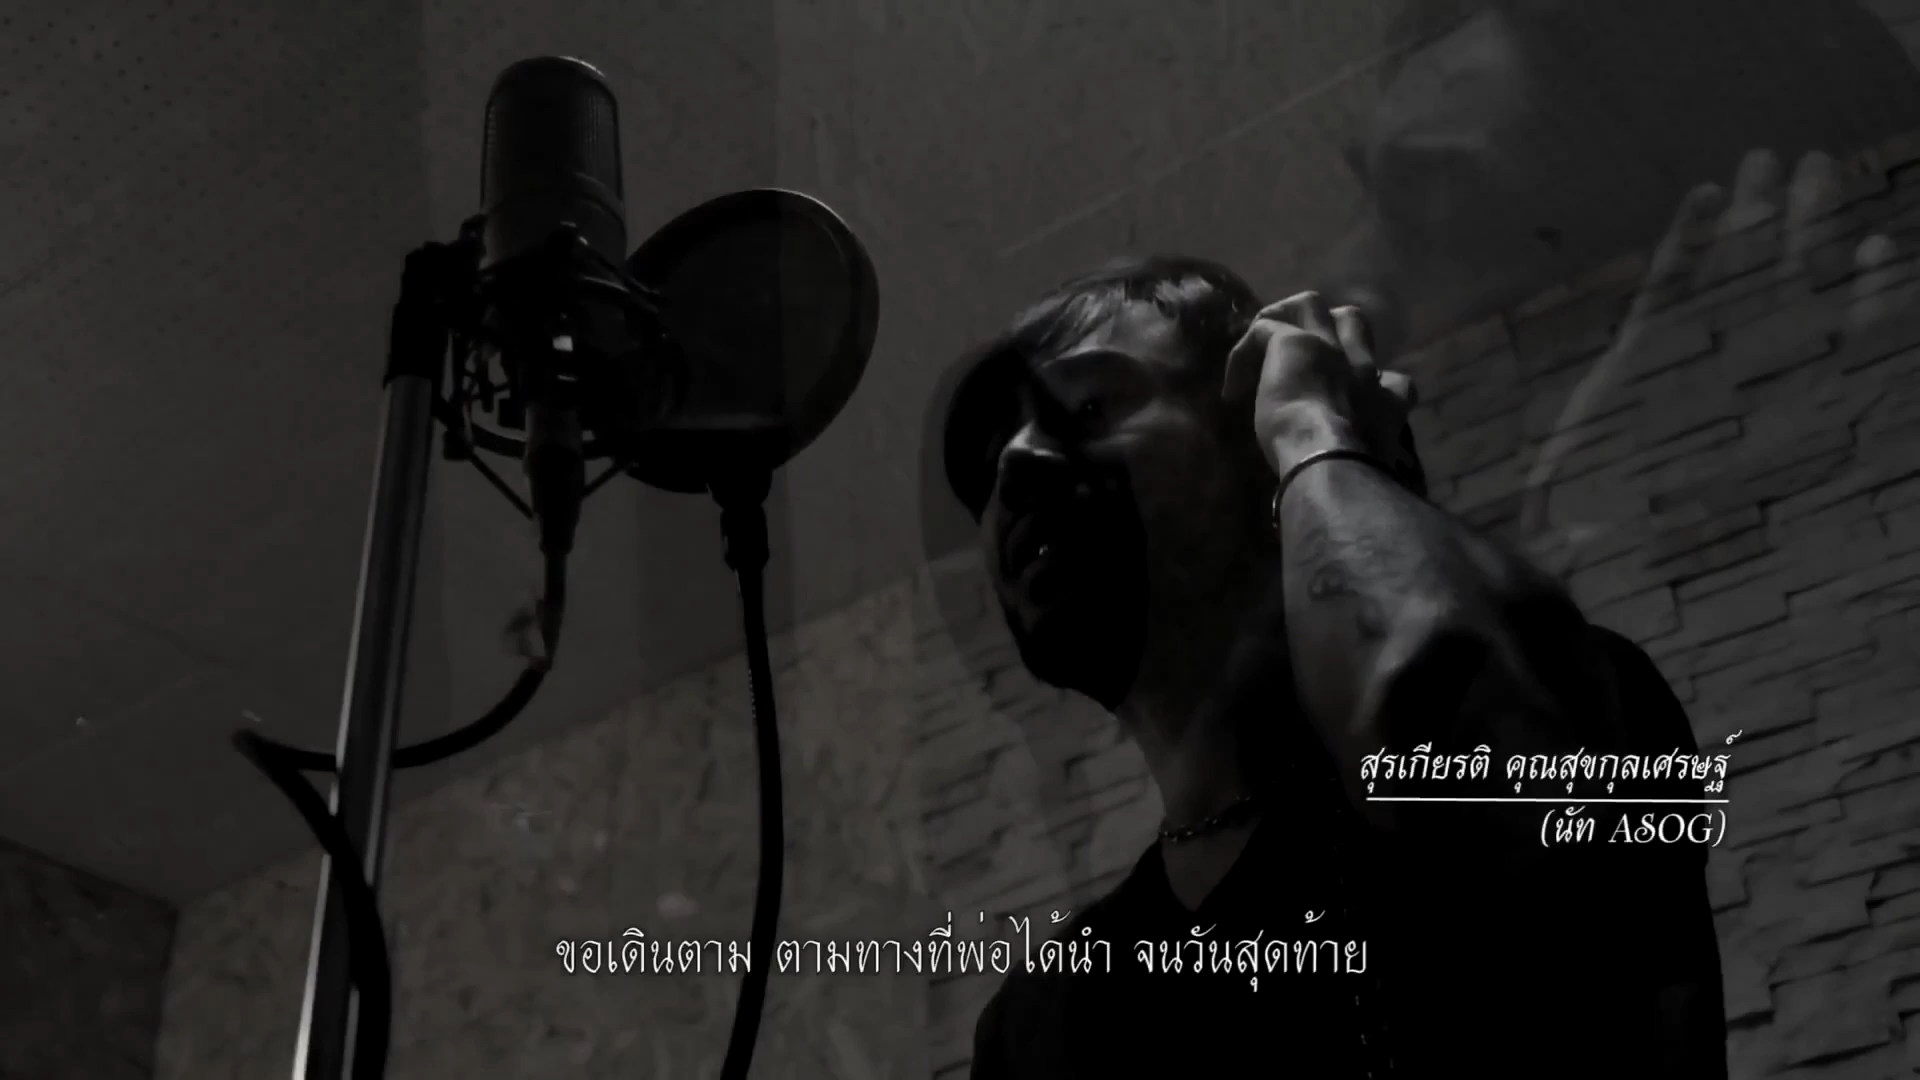 สุรเกียรติ คุณสุขกุลเศรษฐ์
(นัท ASOG)
ขอเดินตาม ตามทางที่พ่อได้นำ จนวันสุดท้าย